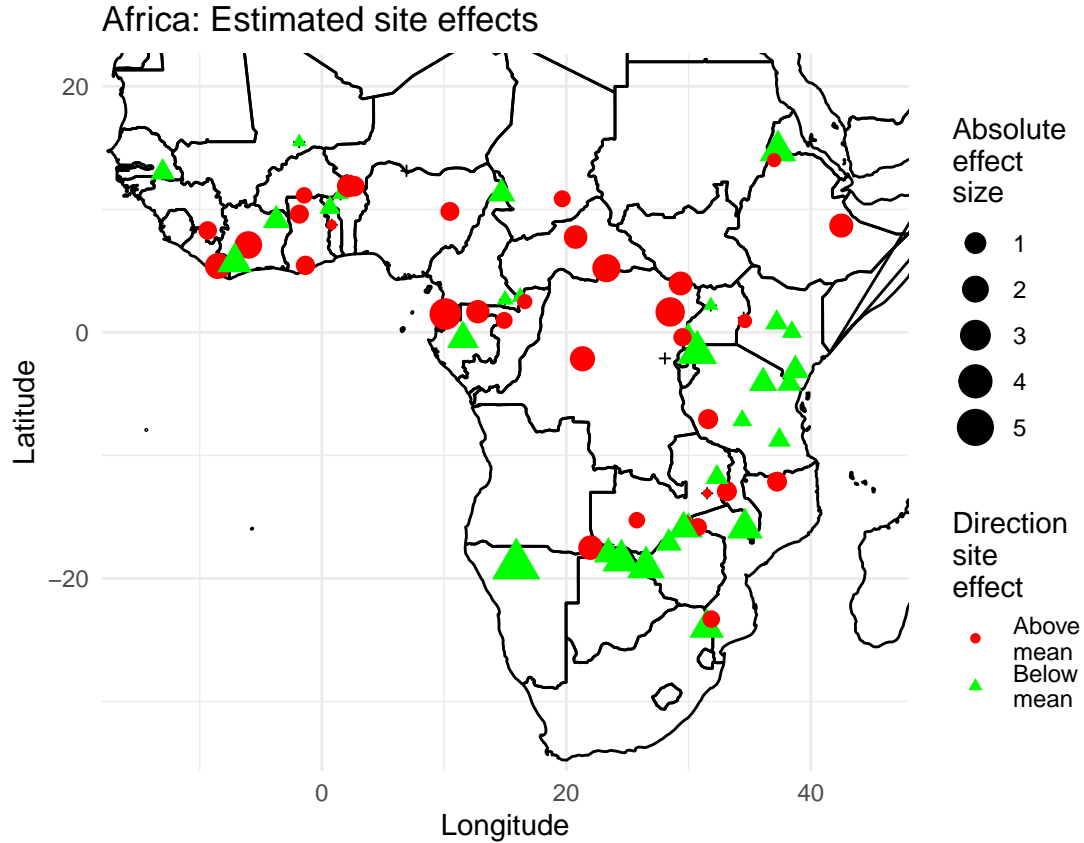 Africa: Estimated site effects
20
0
−20
Latitude
0
20
40
Longitude
Absolute
effect
size
1
2
3
4
5
Direction
site
effect
Above
mean
Below
mean